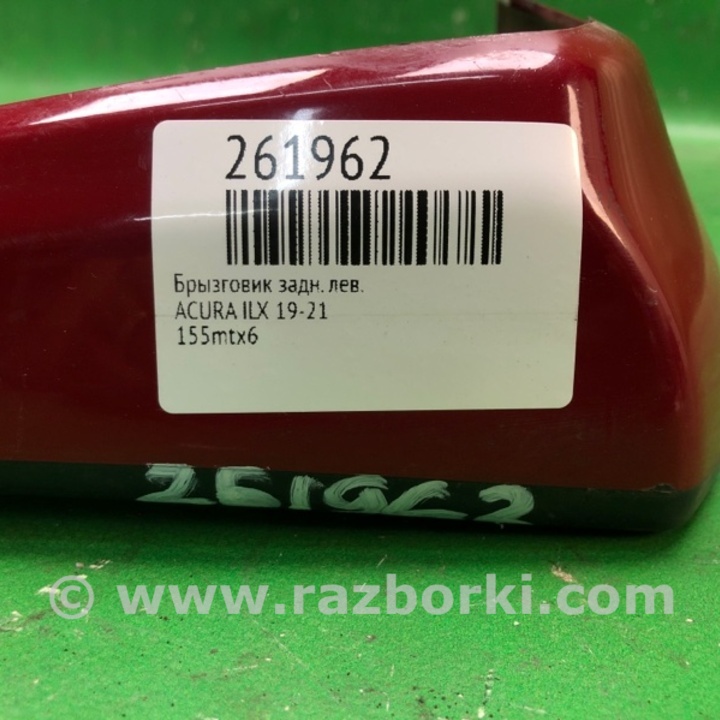 261962
Брызговик задн. лев.
ACURA ILX 19-21
155mtx6
261962
© www.razborki.com